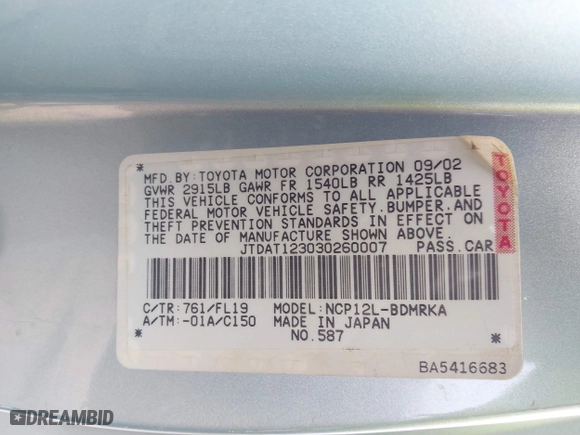 MFD.BY:TOYOTA MOTOR CORPORATION 09/02
GVWR 2915LB GAWR FR 1540LB RR 1425LB
THIS VEHICLE CONFORMS TO ALL APPLICABLE
FEDERAL MOTOR VEHICLE SAFETY,BUMPER,AND
THEFT PREVENTION STANDARDS IN EFFECT ON
THE DATE OF MANUFACTURE SHOWN ABOVE.
JTDAT123030260007 PASS.CAR
TOYOTA
C/TR:761/FL19 MODEL:NCP12L-BDMRKA
A/TM:-01A/C150 MADE IN JAPAN
NO.587
BA5416683
DREAMBID